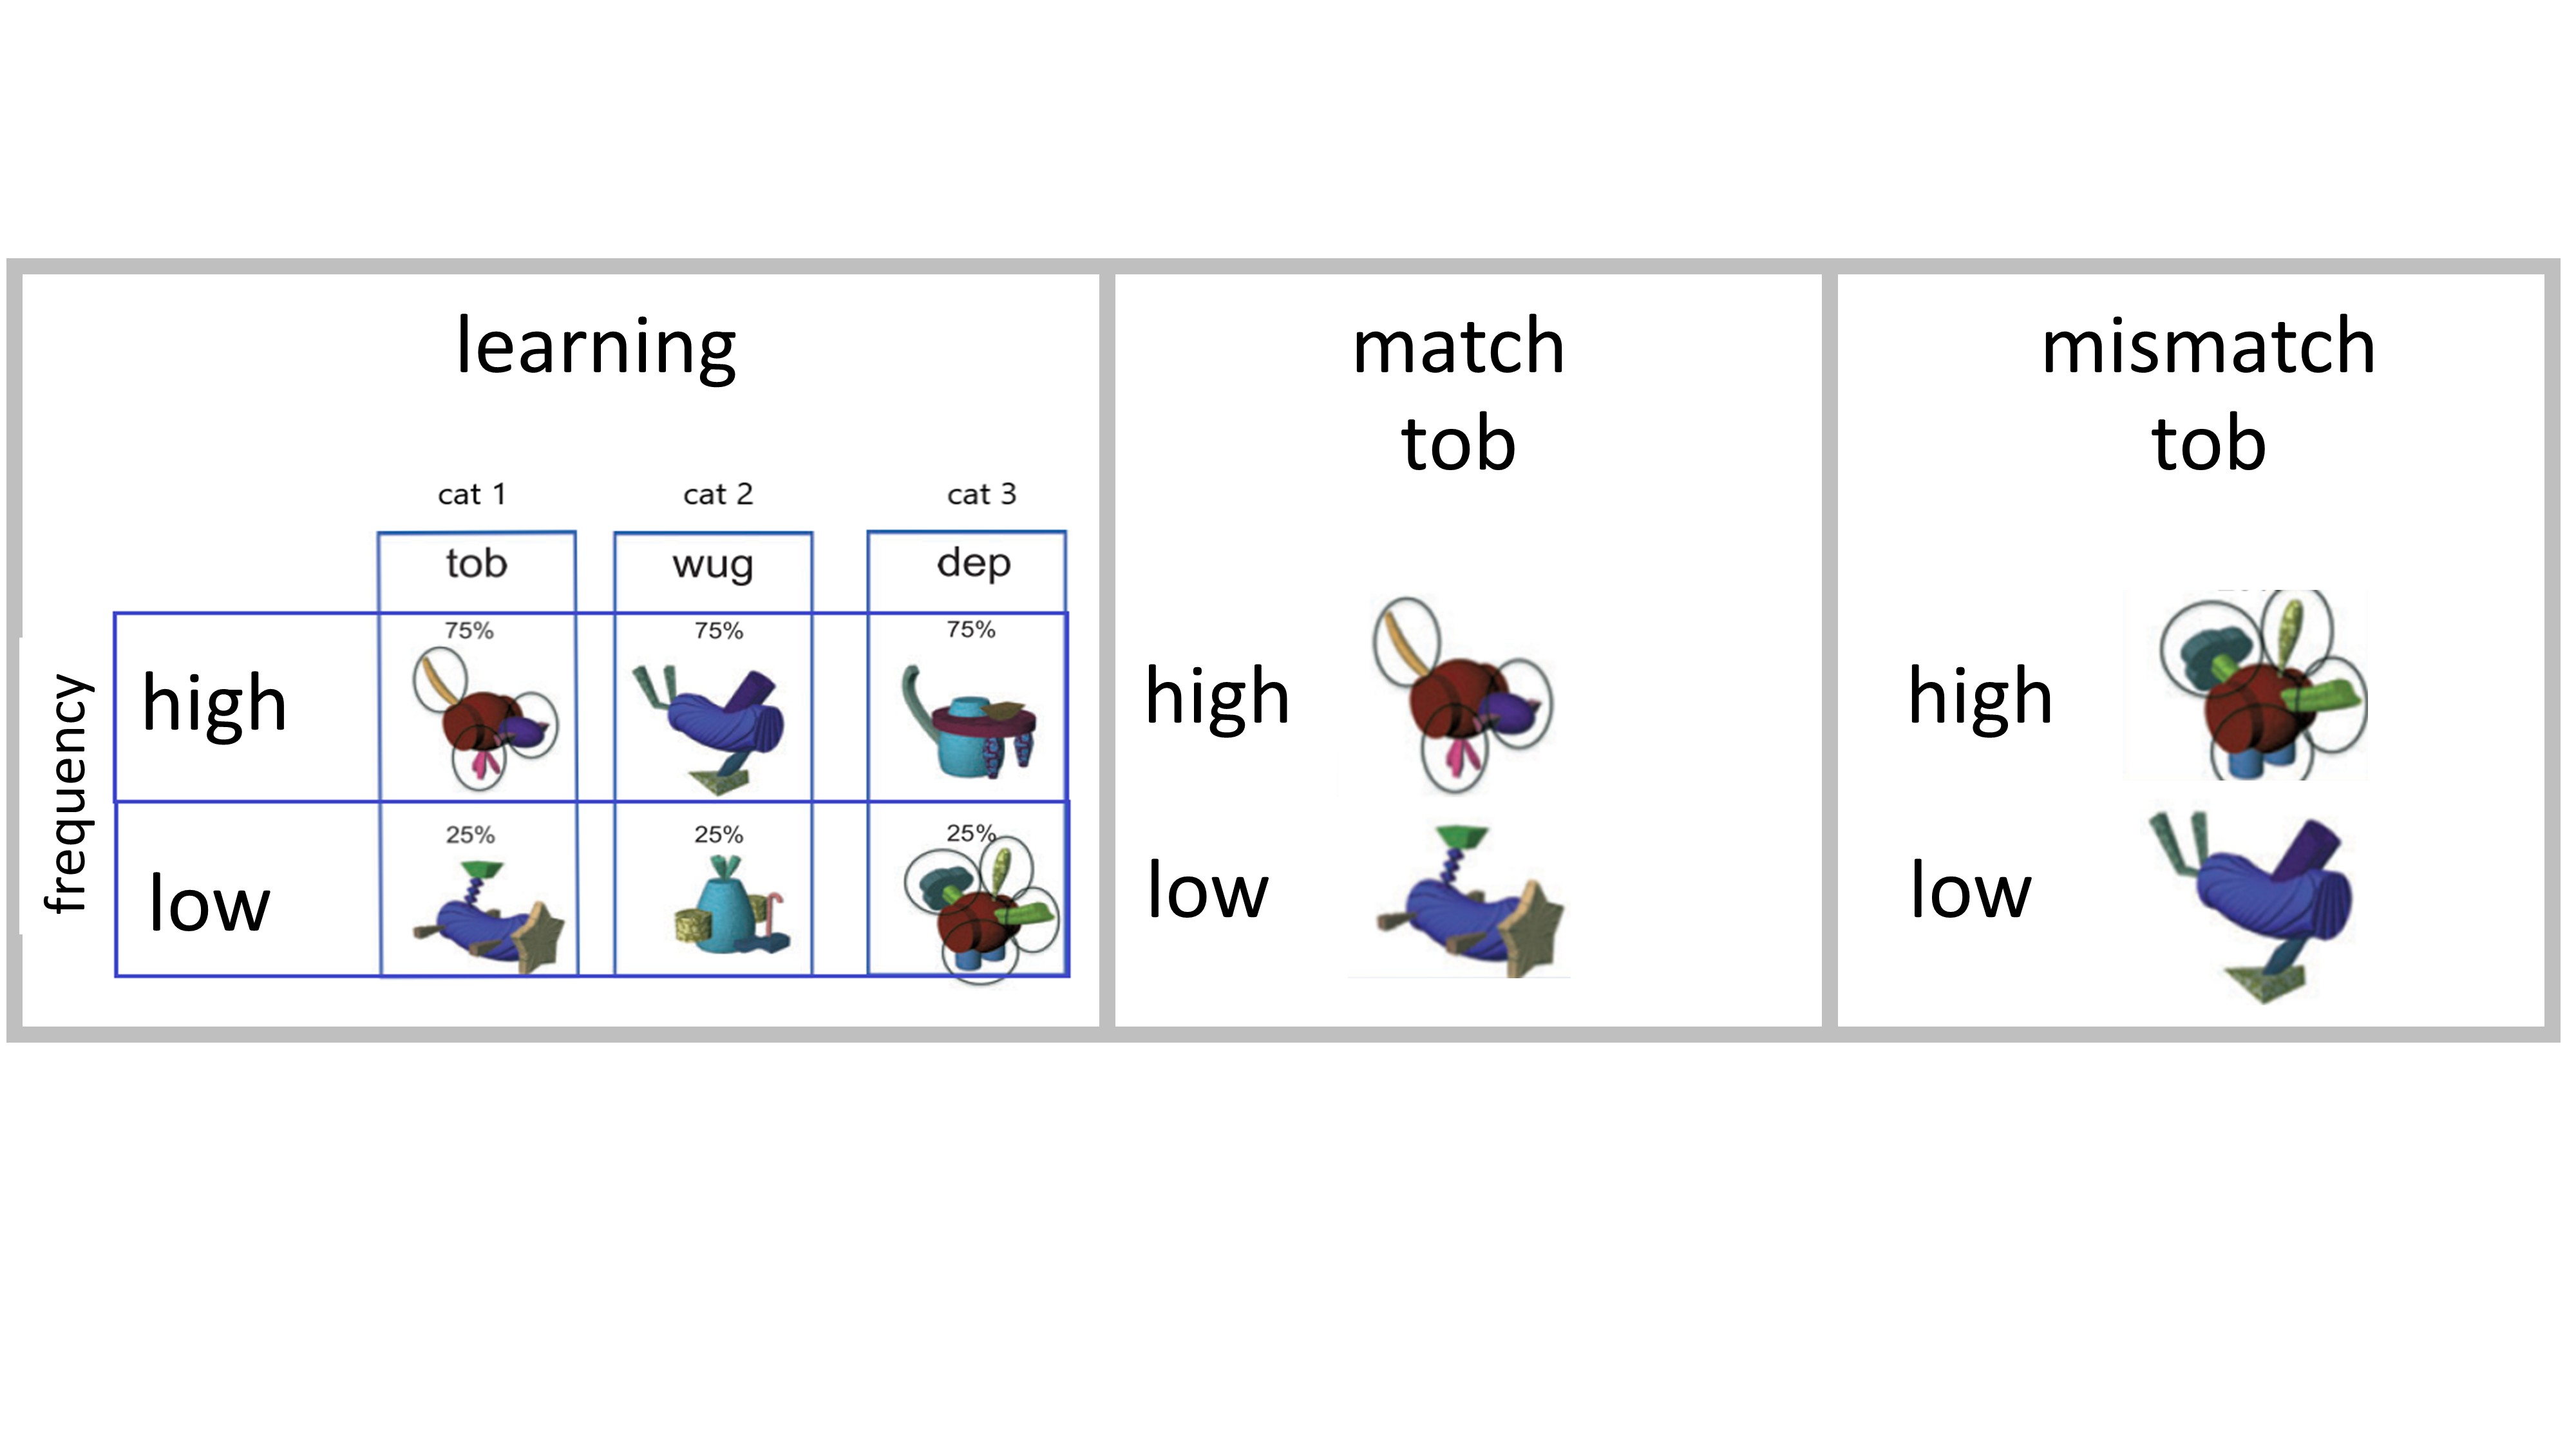 learning
cat 1 cat 2 cat 3
tob wug dep
frequency
high 75% 75% 75%
low 25% 25% 25%
match
tob
high
low
mismatch
tob
high
low